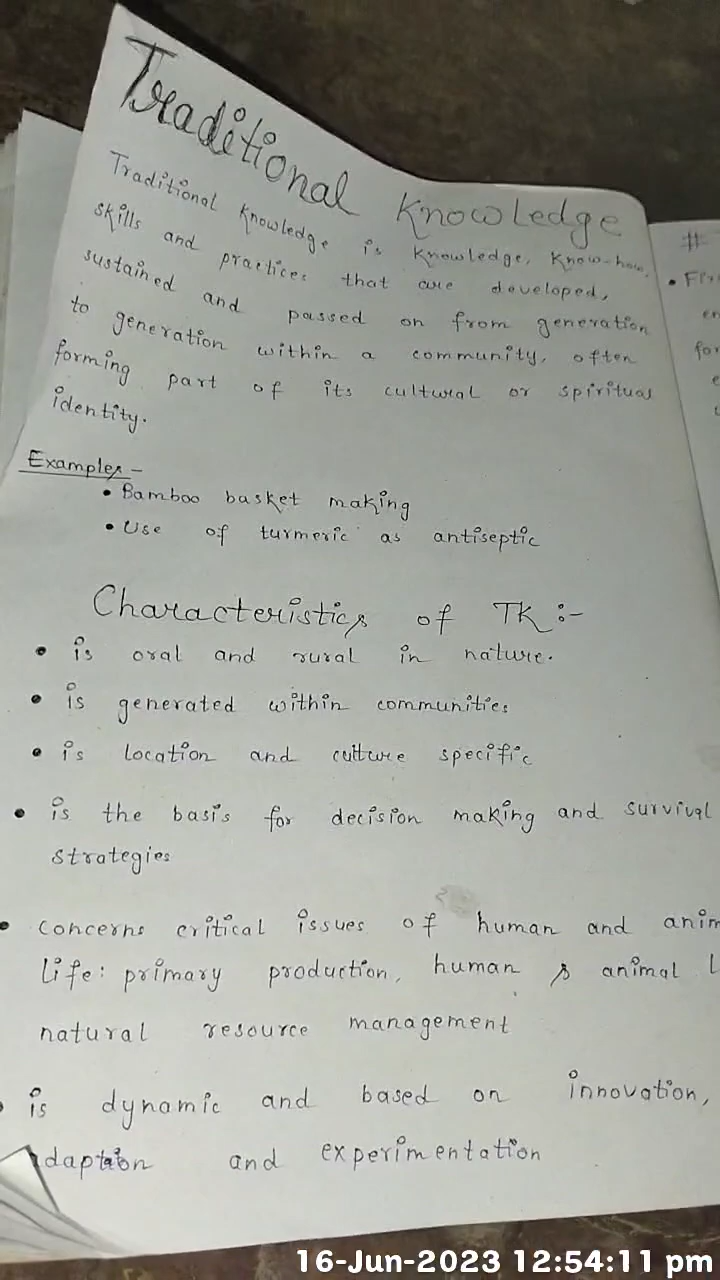 Traditional Knowledge
Traditional Knowledge is Knowledge, Know-how,
skills and practices that are developed,
sustained and passed on from generation
to generation within a community, often
forming part of its cultural or spiritual
identity.
Examples -
• Bamboo basket making
• Use of turmeric as antiseptic
Characteristics of TK :-
• is oral and rural in nature.
• is generated within communities
• is location and culture specific
• is the basis for decision making and survival
strategies
• concerns critical issues of human and
life: primary production, human & animal
natural resource management
• is dynamic and based on innovation,
and experimentation
#
16-Jun-2023 12:54:11 pm